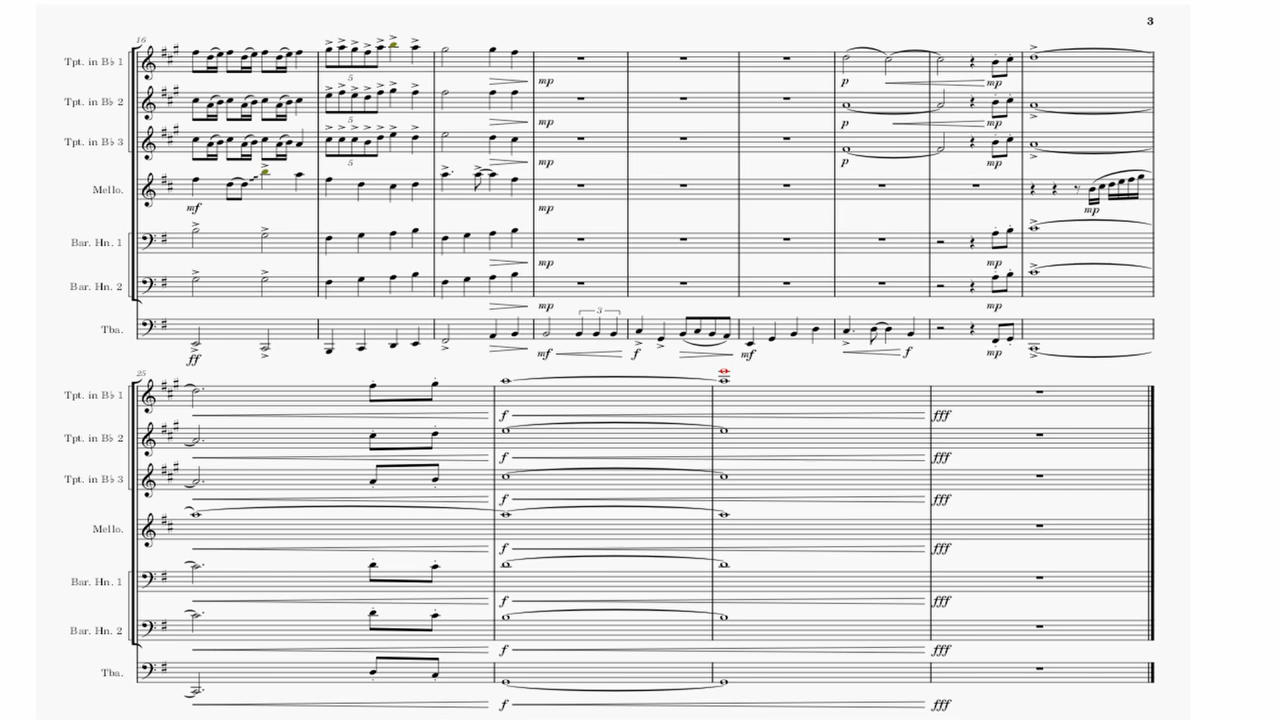 3
16
Tpt. in B♭ 1
5
mp
p
mp
Tpt. in B♭ 2
5
mp
p
mp
Tpt. in B♭ 3
5
mp
p
mp
Mello.
mf
mp
mp
Bar. Hn. 1
mp
mp
Bar. Hn. 2
mp
mp
Tba.
3
ff
mf
f
mf
f
mp
25
Tpt. in B♭ 1
f
fff
Tpt. in B♭ 2
f
fff
Tpt. in B♭ 3
f
fff
Mello.
f
fff
Bar. Hn. 1
f
fff
Bar. Hn. 2
f
fff
Tba.
f
fff